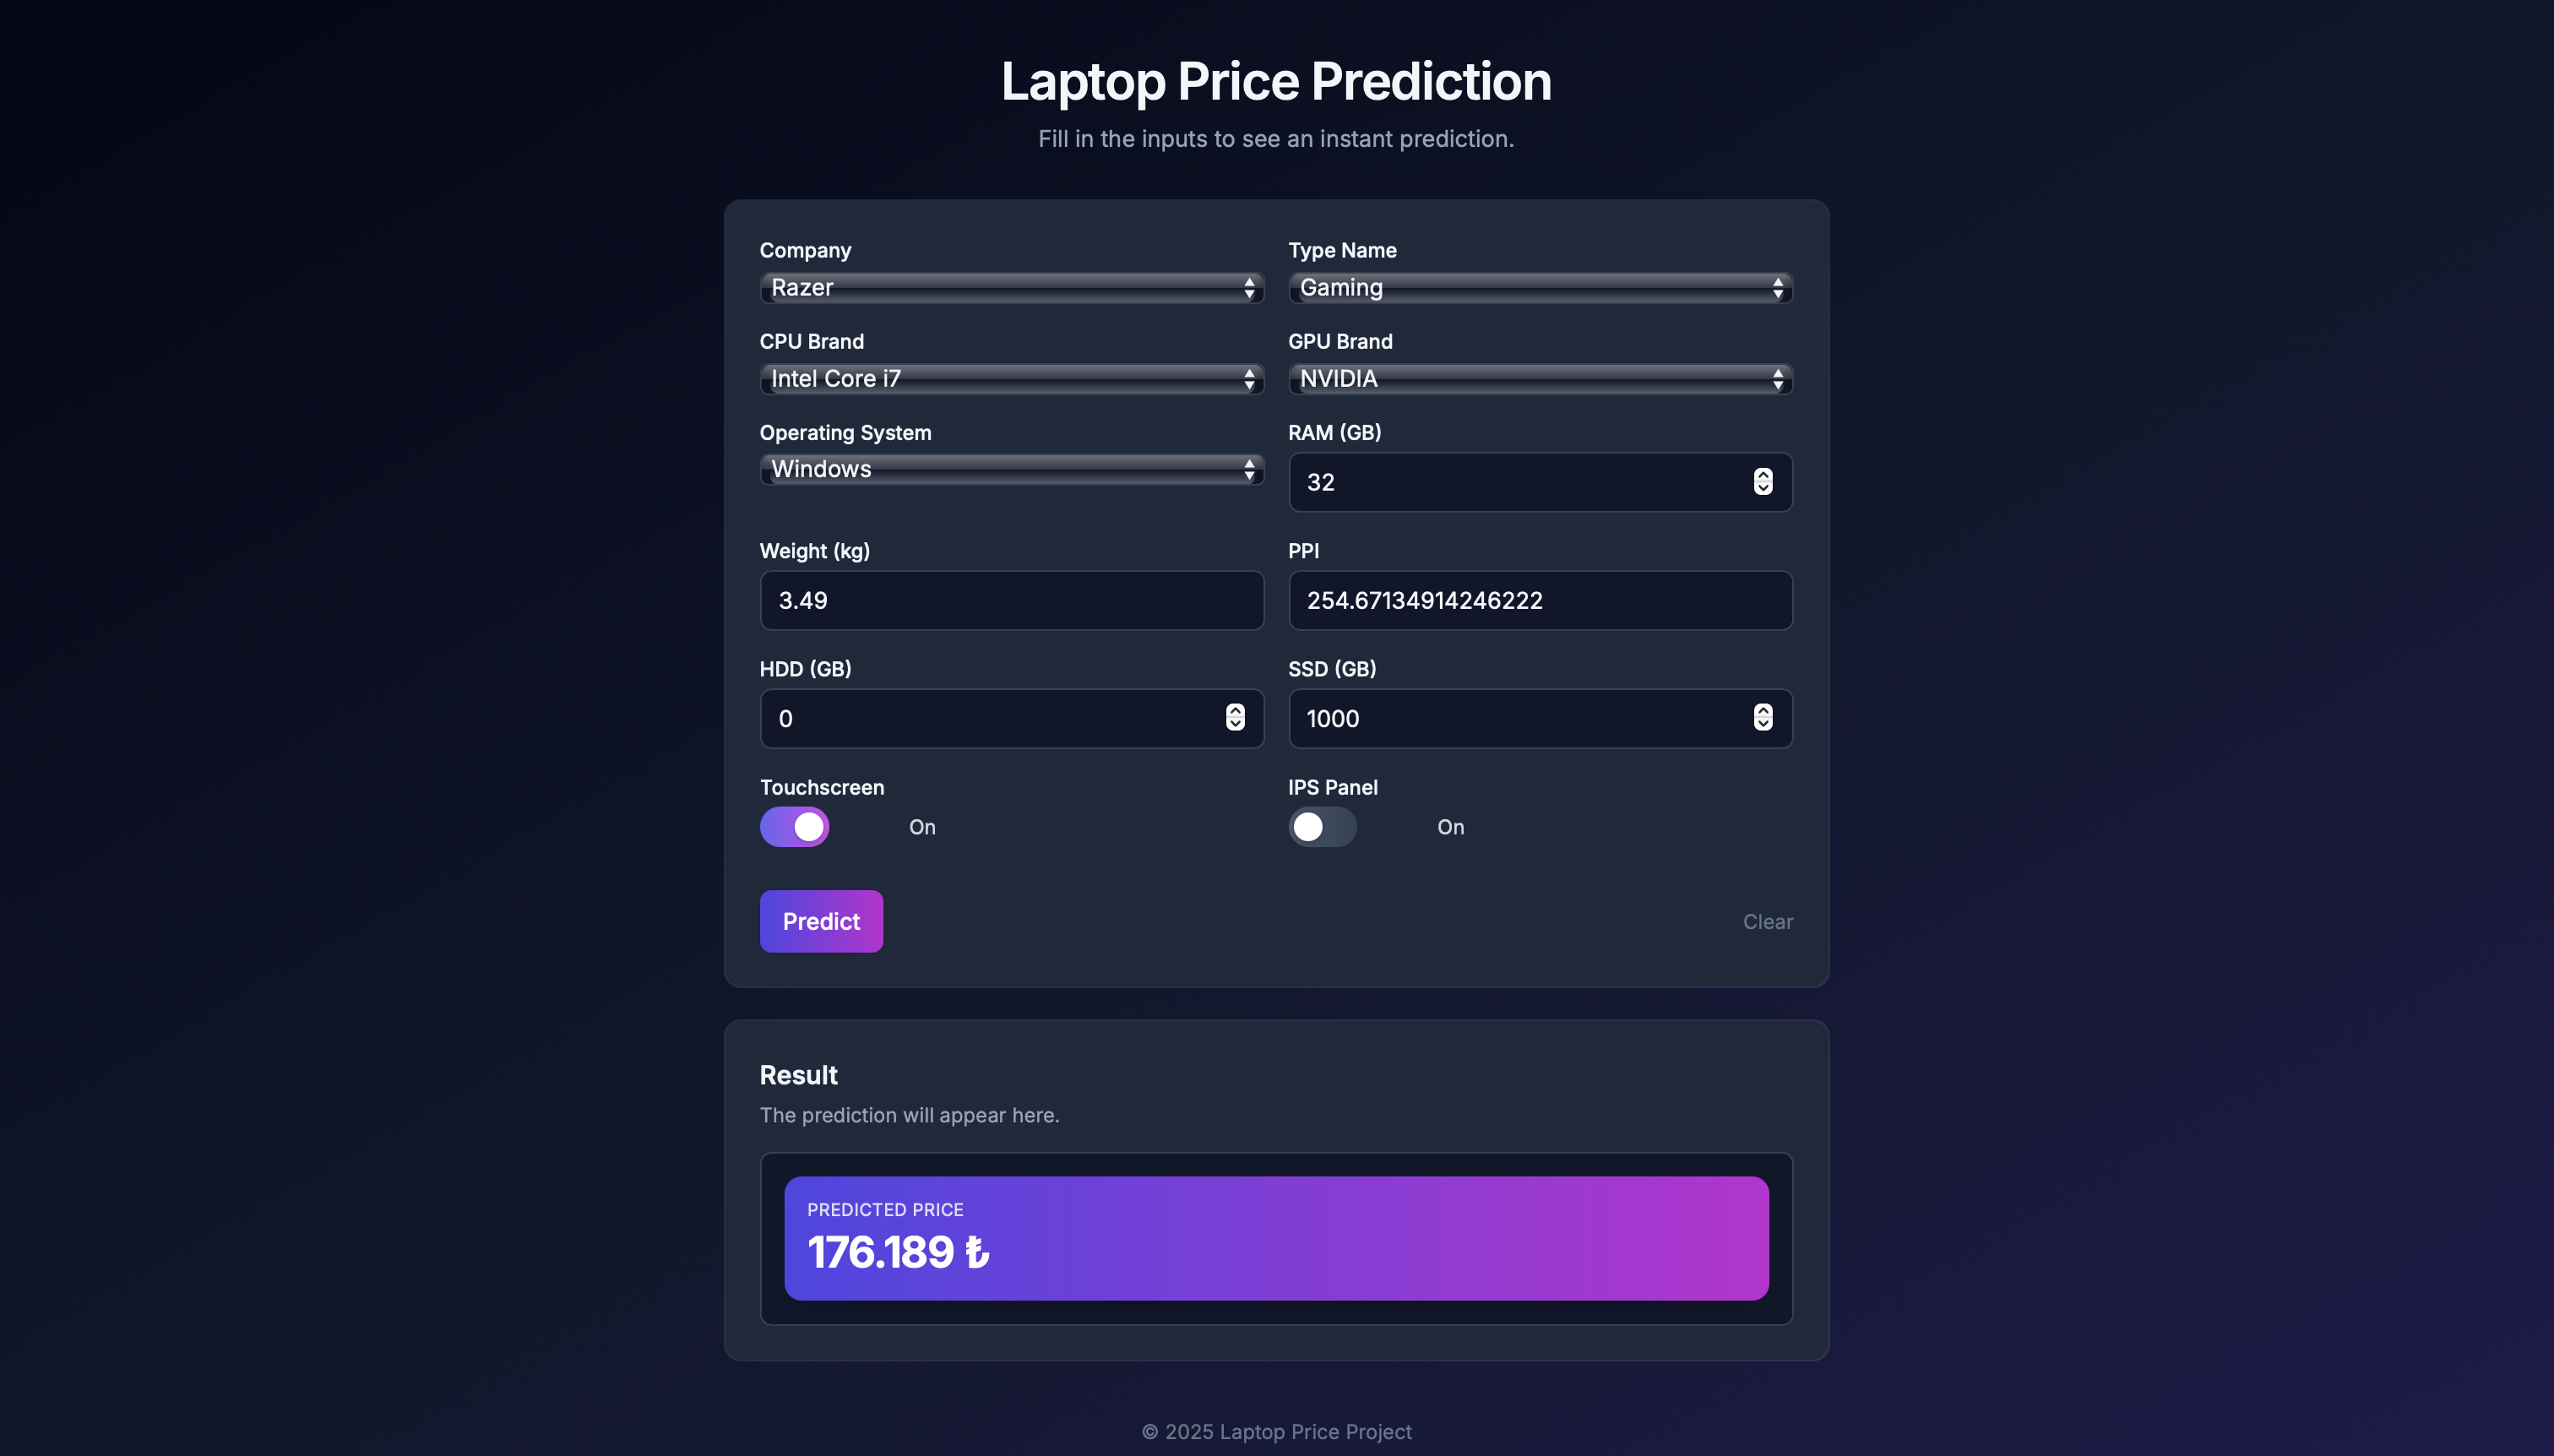 Laptop Price Prediction
Fill in the inputs to see an instant prediction.
Company
Type Name
Razer
Gaming
CPU Brand
GPU Brand
Intel Core i7
NVIDIA
Operating System
RAM (GB)
Windows
32
Weight (kg)
PPI
3.49
254.67134914246222
HDD (GB)
SSD (GB)
0
1000
Touchscreen
IPS Panel
On
On
Predict
Clear
Result
The prediction will appear here.
PREDICTED PRICE
176.189 ₺
© 2025 Laptop Price Project